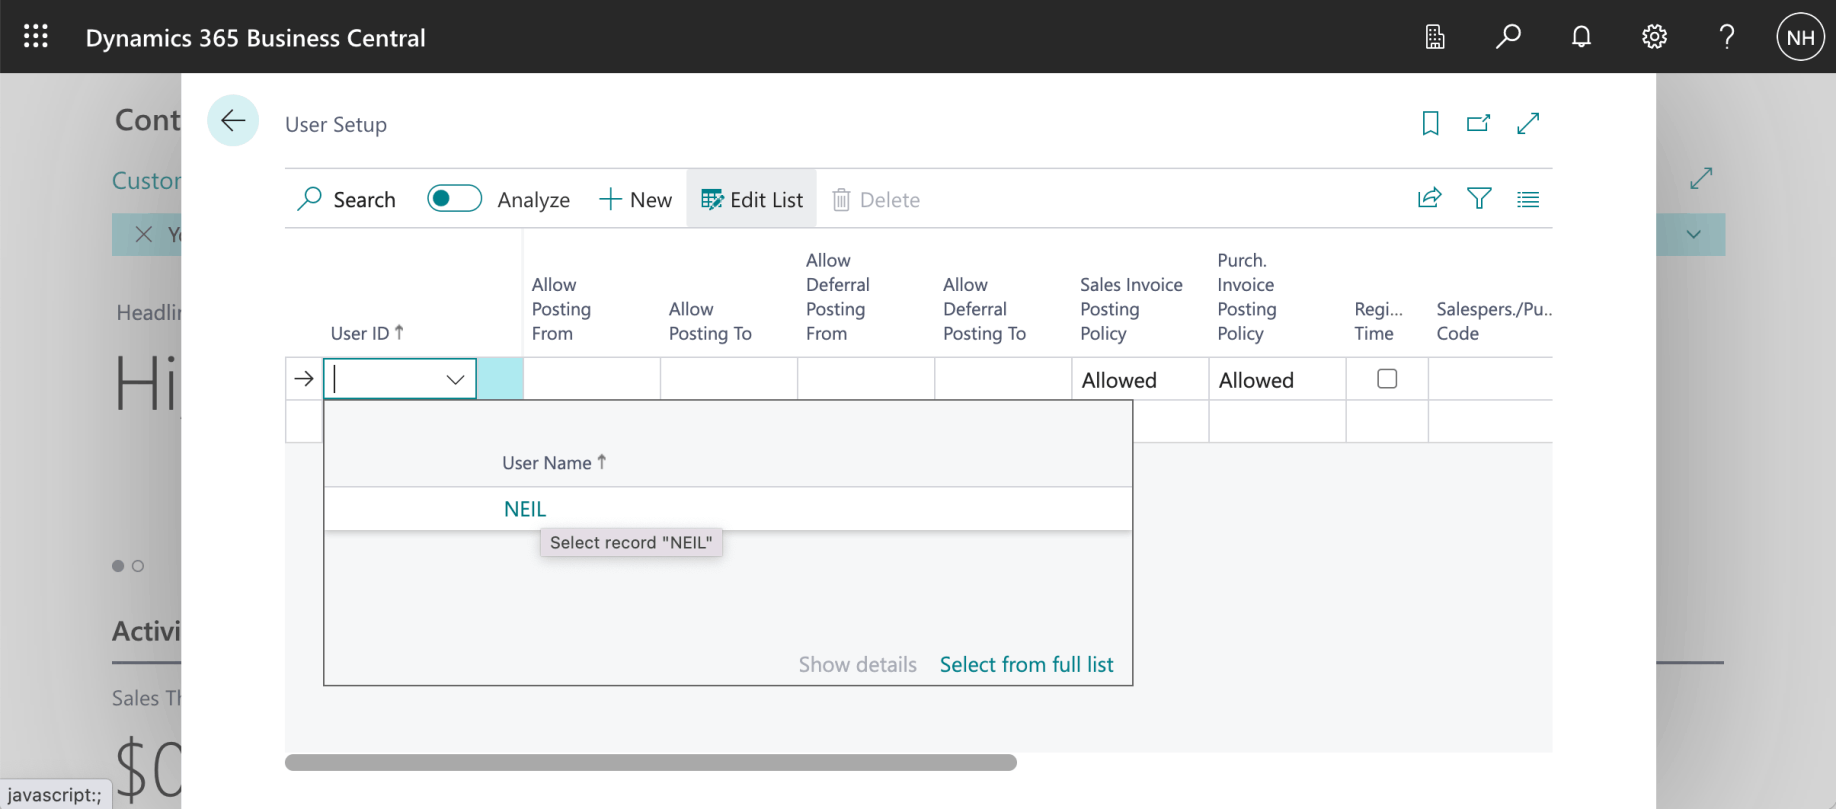 Dynamics 365 Business Central
NH
Cont
User Setup
Custor
Search
Analyze
New
Edit List
Delete
User ID
Allow
Posting
From
Allow
Posting To
Allow
Deferral
Posting
From
Allow
Deferral
Posting To
Sales Invoice
Posting
Policy
Purch.
Invoice
Posting
Policy
Regi...
Time
Salespers./Pu..
Code
Headlin
Allowed
Allowed
User Name
NEIL
Select record "NEIL"
Show details
Select from full list
Activi
Sales Th
$0
javascript:;